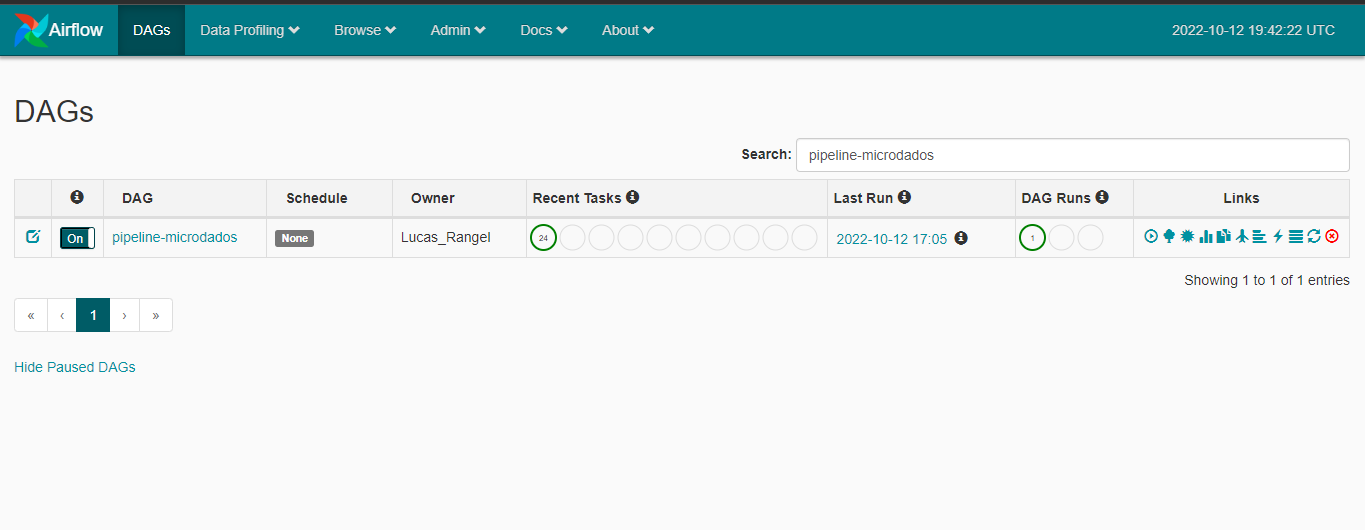 Airflow DAGs Data Profiling Browse Admin Docs About 2022-10-12 19:42:22 UTC
DAGs
Search: pipeline-microdados
DAG Schedule Owner Recent Tasks Last Run DAG Runs Links
On pipeline-microdados None Lucas_Rangel 24 2022-10-12 17:05 1
Showing 1 to 1 of 1 entries
« ‹ 1 › »
Hide Paused DAGs